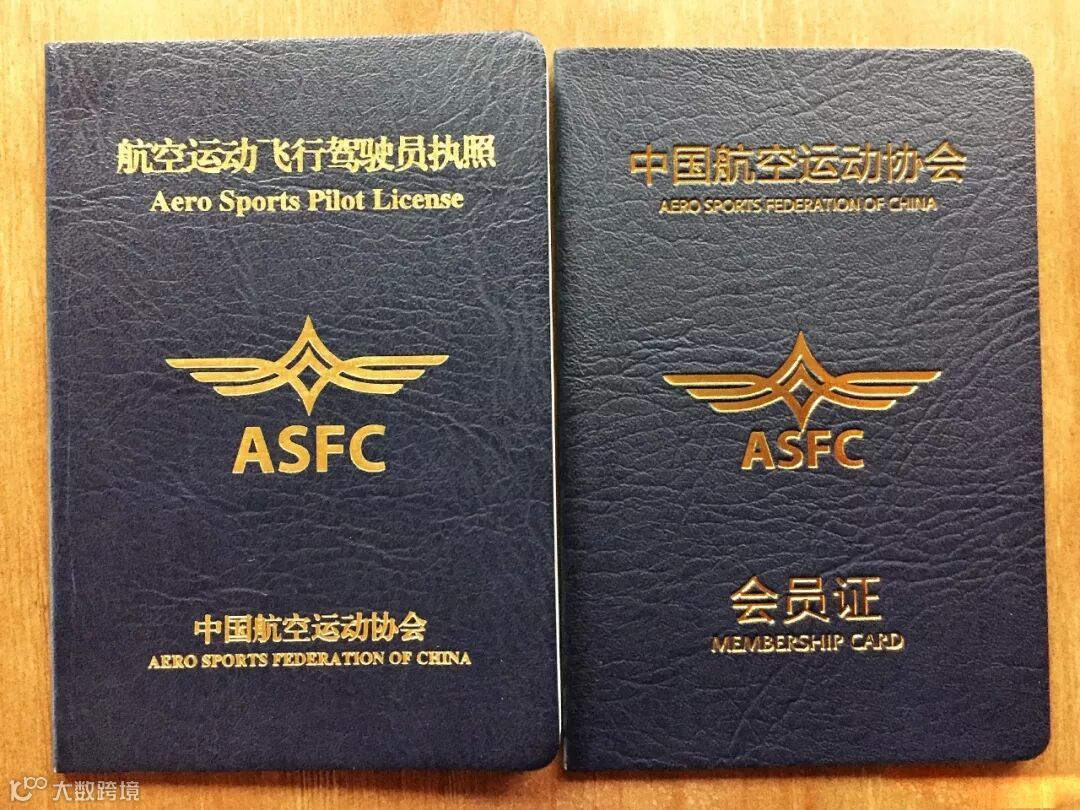 航空运动飞行驾驶员执照
Aero Sports Pilot License
ASFC
中国航空运动协会
AERO SPORTS FEDERATION OF CHINA
中国航空运动协会
AERO SPORTS FEDERATION OF CHINA
ASFC
会员证
MEMBERSHIP CARD
大数跨境